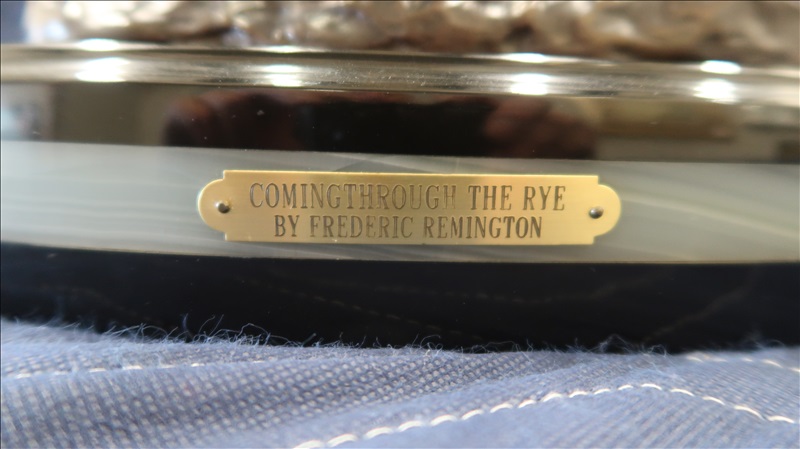 COMINGTHROUGH THE RYE
BY FREDERIC REMINGTON